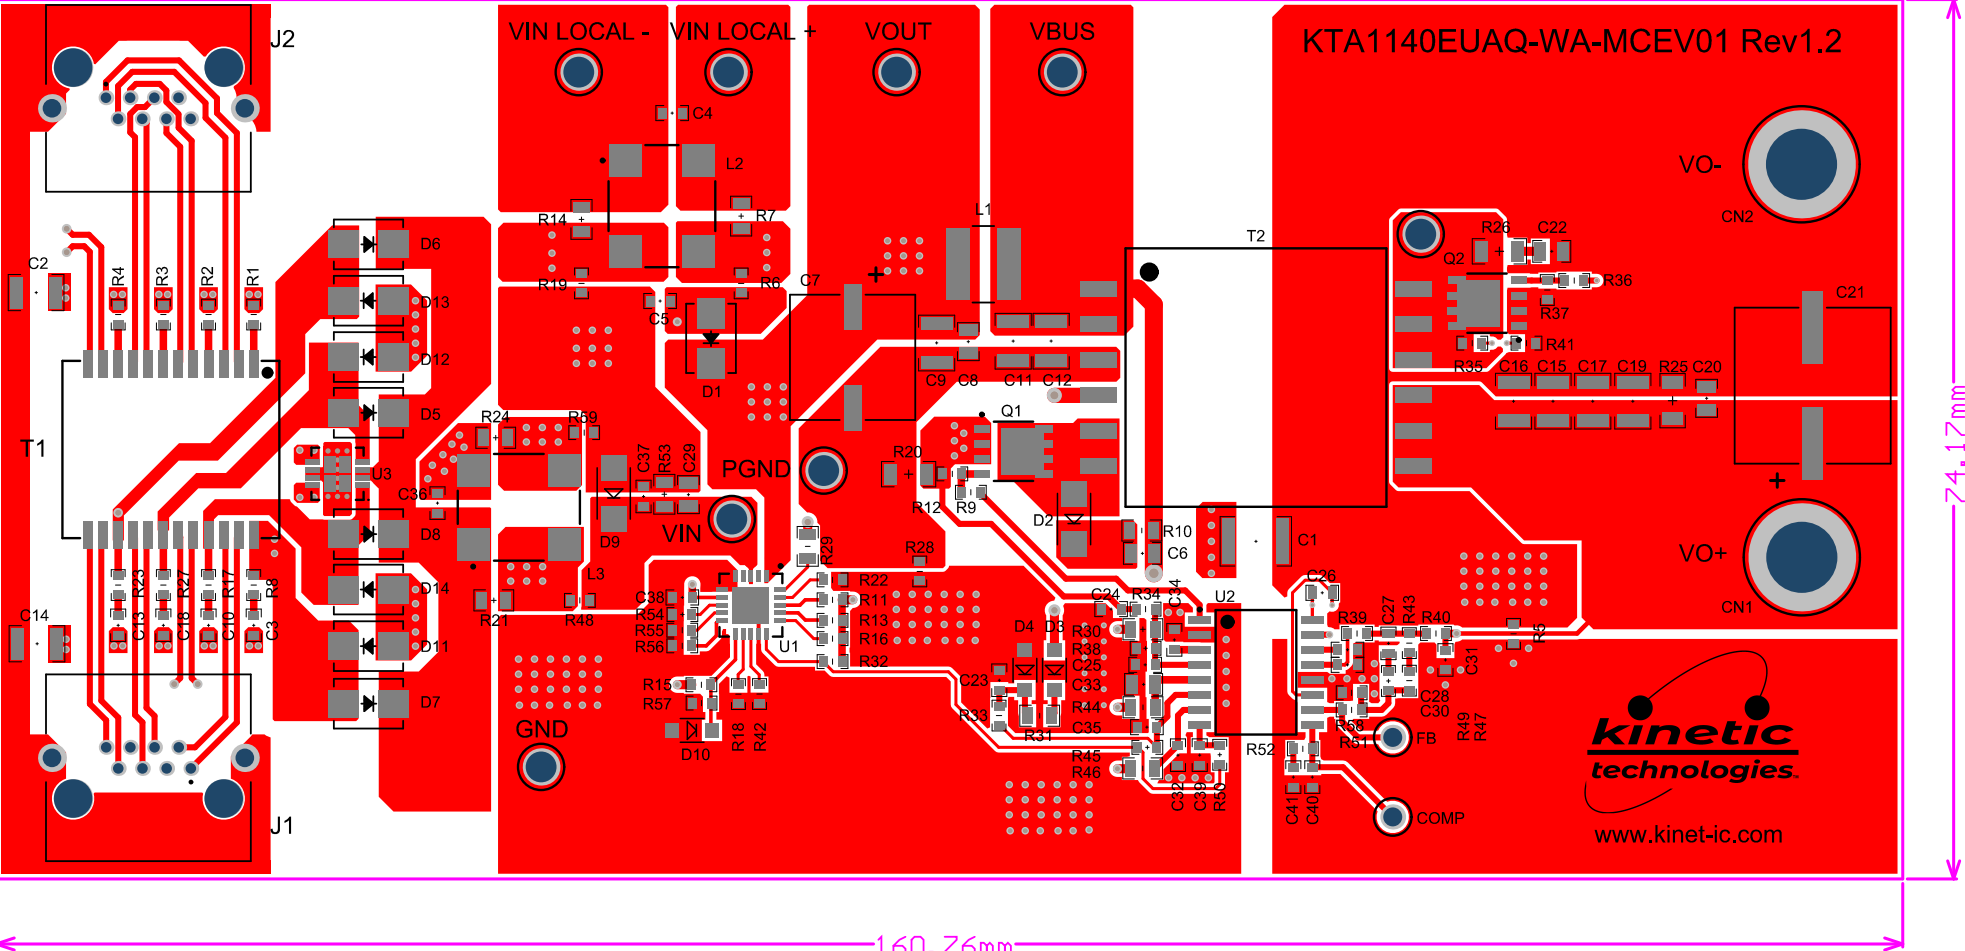 J2
VIN LOCAL -
VIN LOCAL +
VOUT
VBUS
KTA1140EUAQ-WA-MCEV01 Rev1.2
C4
L2
VO-
CN2
R14
R7
L1
T2
R26
C22
D6
C2
R4
R3
R2
R1
R19
R6
C7
+
Q2
R36
C21
D13
C5
R37
D12
D1
C9
C8
C11
C12
R35
R41
C16
C15
C17
C19
R25
C20
D5
R24
R59
Q1
T1
U3
C37
R53
C29
PGND
R20
+
C36
R12
R9
D8
D9
VIN
D2
R10
C6
C1
VO+
CN1
R29
R28
L3
D14
R23
R27
R17
R8
C38
R22
C34
C26
R21
R48
R54
R11
C24
R34
U2
C14
C13
C18
C10
C3
R55
R13
D4
D3
R30
R39
C27
R43
R40
R5
D11
R56
U1
R16
R38
R32
C25
C31
R15
C23
C33
D7
R57
R33
R44
C28
C30
GND
R18
R42
R31
C35
R58
R49
R47
D10
R45
R52
R51
FB
R46
kinetic
technologies
C32
C39
R50
C41
C40
COMP
J1
www.kinet-ic.com
74.17mm
160.76mm